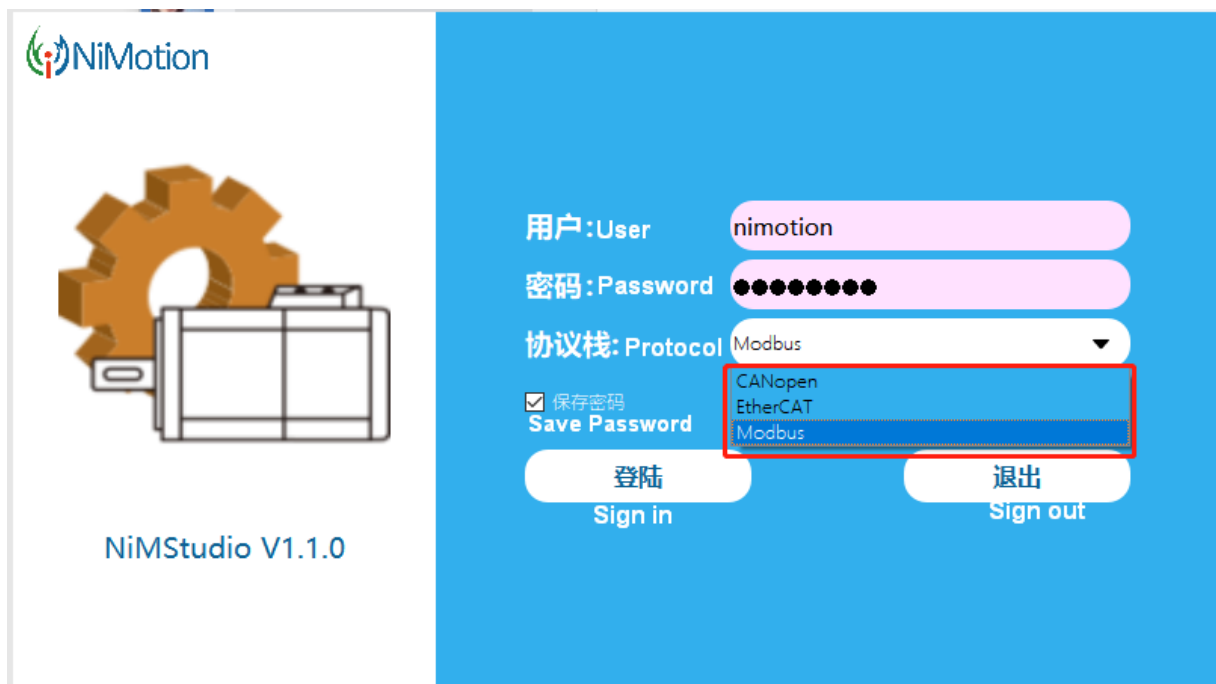 NiMotion
NiMStudio V1.1.0
用户:User
nimotion
密码:Password
●●●●●●●●
协议栈: Protocol
Modbus
CANopen
EtherCAT
Modbus
保存密码
Save Password
登陆
Sign in
退出
Sign out